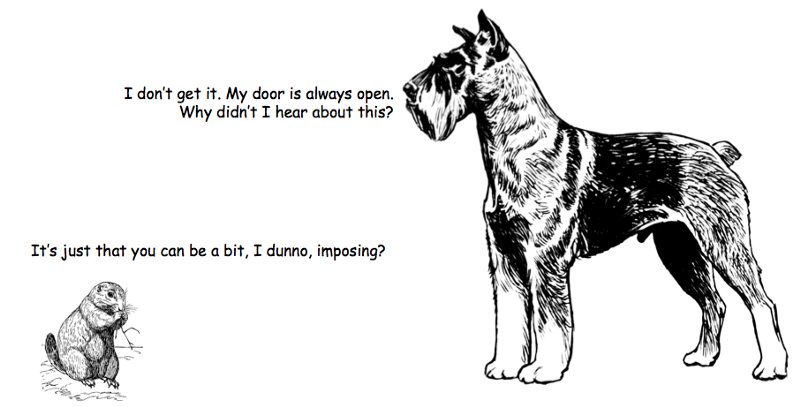 I don't get it. My door is always open.
Why didn't I hear about this?
It's just that you can be a bit, I dunno, imposing?